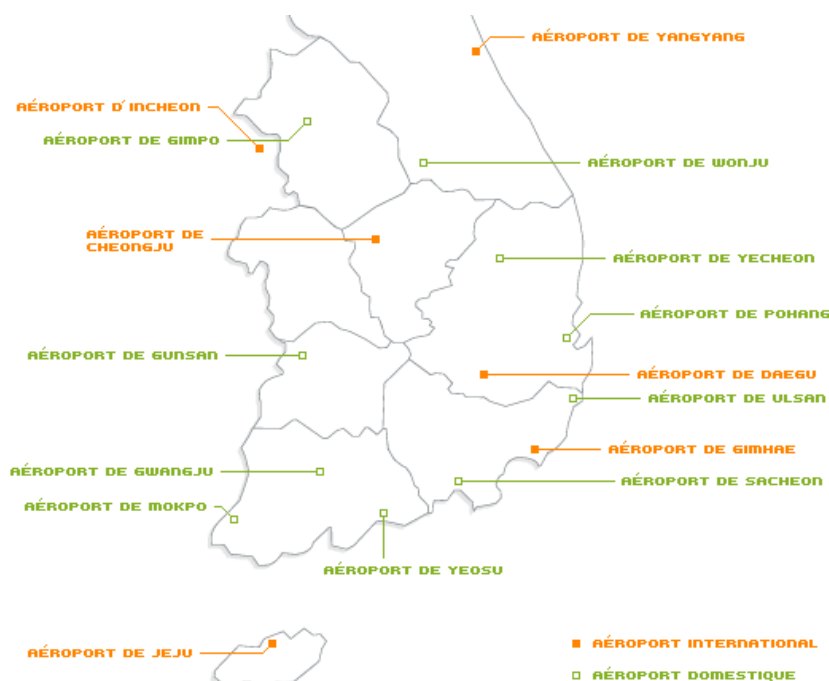 AÉROPORT DE YANGYANG
AÉROPORT D'INCHEON
AÉROPORT DE GIMPO
AÉROPORT DE WONJU
AÉROPORT DE
CHEONGJU
AÉROPORT DE YECHEON
AÉROPORT DE POHANG
AÉROPORT DE GUNSAN
AÉROPORT DE DAEGU
AÉROPORT DE ULSAN
AÉROPORT DE GIMHAE
AÉROPORT DE GWANGJU
AÉROPORT DE SACHEON
AÉROPORT DE MOKPO
AÉROPORT DE YEOSU
AÉROPORT DE JEJU
AÉROPORT INTERNATIONAL
AÉROPORT DOMESTIQUE